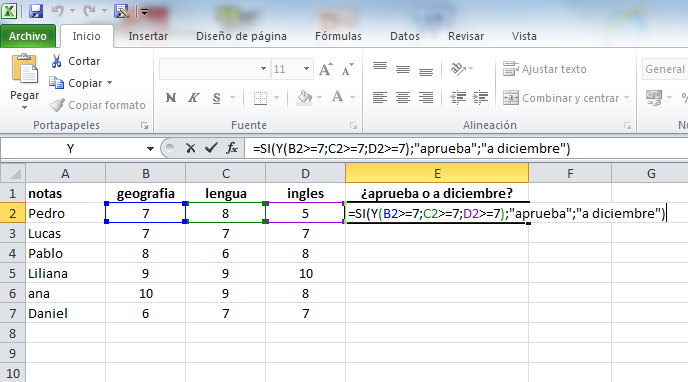 Archivo Inicio Insertar Diseño de página Fórmulas Datos Revisar Vista
Cortar
Copiar
Copiar formato
Pegar
11
Ajustar texto
Combinar y centrar
General
Portapapeles Fuente Alineación
Y =SI(Y(B2>=7;C2>=7;D2>=7);"aprueba";"a diciembre")
A B C D E F G
1 notas geografia lengua ingles ¿aprueba o a diciembre?
2 Pedro 7 8 5 =SI(Y(B2>=7;C2>=7;D2>=7);"aprueba";"a diciembre")
3 Lucas 7 7 7
4 Pablo 8 6 8
5 Liliana 9 9 10
6 ana 10 9 8
7 Daniel 6 7 7
8
9
10